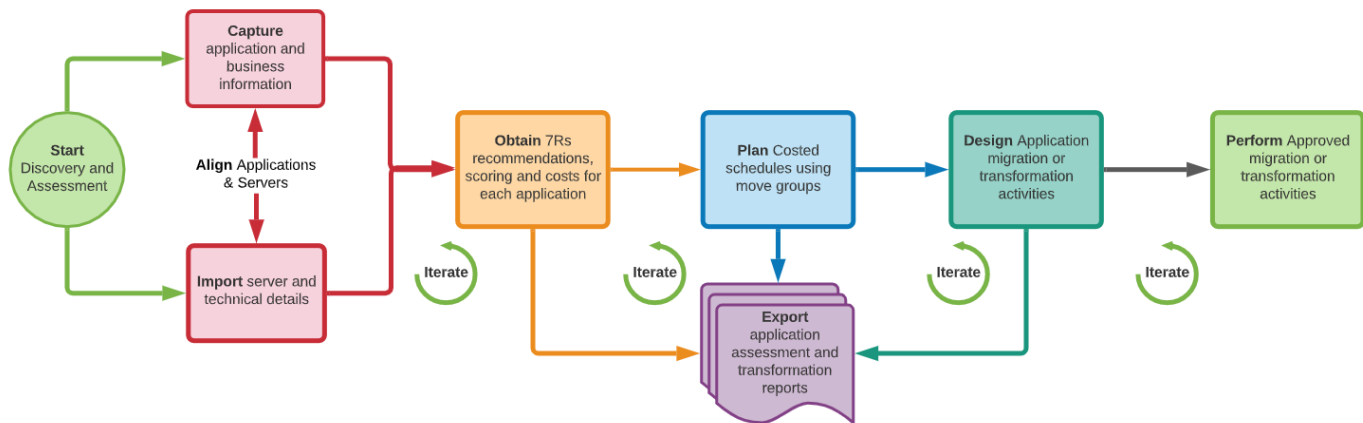 Start
Discovery and
Assessment
Capture
application and
business
information
Align Applications
& Servers
Import server and
technical details
Obtain 7Rs
recommendations,
scoring and costs for
each application
Plan Costed
schedules using
move groups
Design Application
migration or
transformation
activities
Perform Approved
migration or
transformation
activities
Iterate
Iterate
Iterate
Iterate
Export
application
assessment and
transformation
reports